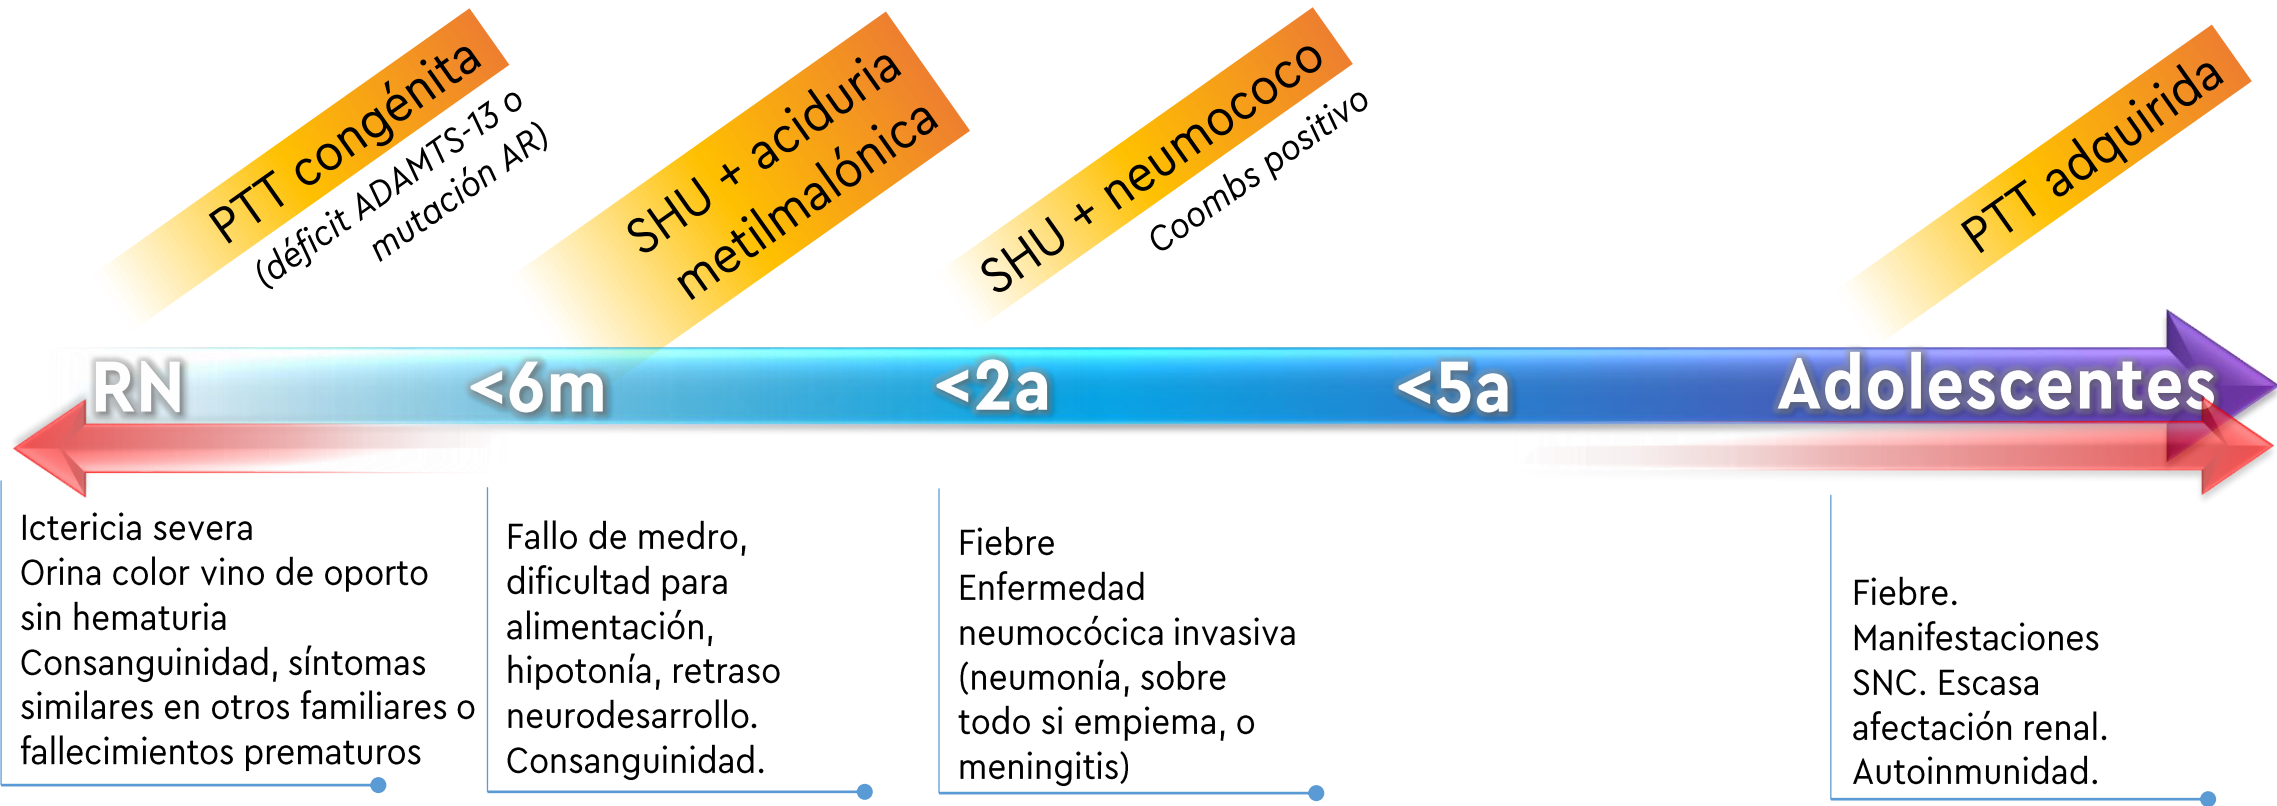 PTT congénita
(déficit ADAMTS-13 o
mutación AR)
SHU + aciduria
metilmalónica
SHU + neumococo
Coombs positivo
PTT adquirida
RN
<6m
<2a
<5a
Adolescentes
Ictericia severa
Orina color vino de oporto
sin hematuria
Consanguinidad, síntomas
similares en otros familiares o
fallecimientos prematuros
Fallo de medro,
dificultad para
alimentación,
hipotonía, retraso
neurodesarrollo.
Consanguinidad.
Fiebre
Enfermedad
neumocócica invasiva
(neumonía, sobre
todo si empiema, o
meningitis)
Fiebre.
Manifestaciones
SNC. Escasa
afectación renal.
Autoinmunidad.